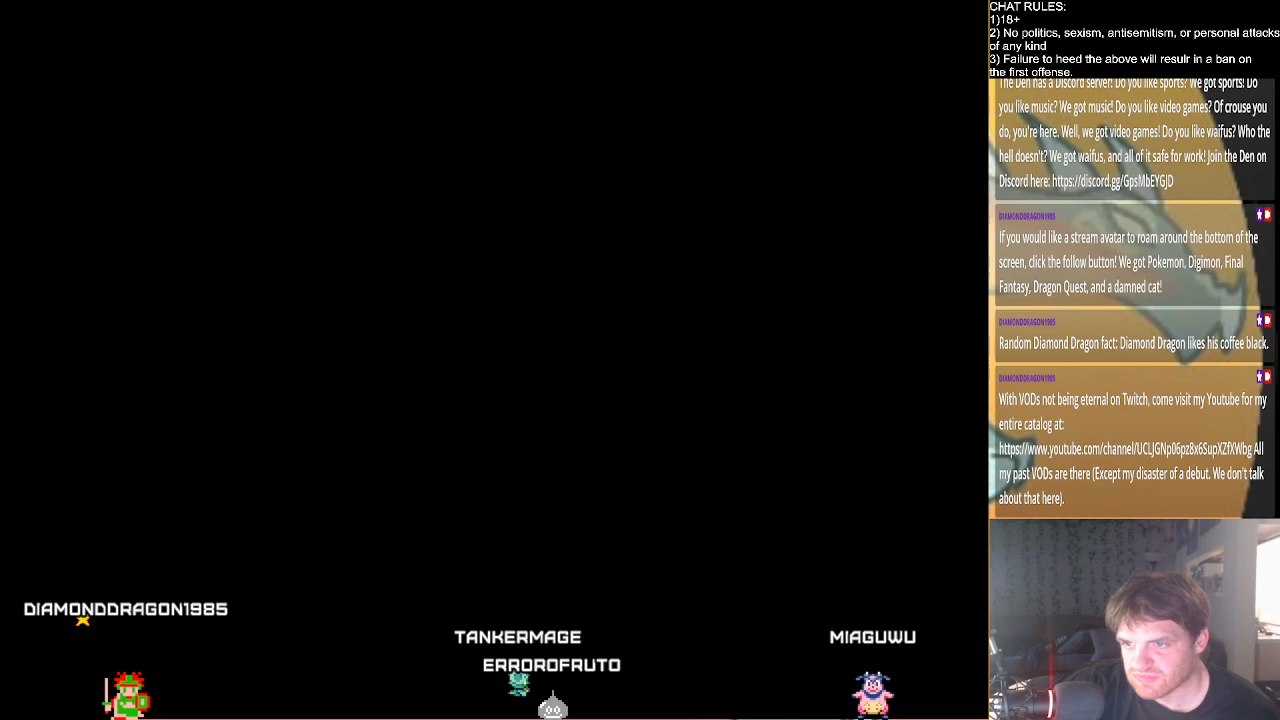 CHAT RULES:
1)18+
2) No politics, sexism, antisemitism, or personal attacks
of any kind
3) Failure to heed the above will resulr in a ban on
the first offense.
The Den has a Discord server! Do you like sports? We got sports! Do
you like music? We got music! Do you like video games? Of crouse you
do, you're here. Well, we got video games! Do you like waifus? Who the
hell doesn't? We got waifus, and all of it safe for work! Join the Den on
Discord here: https://discord.gg/GpsMbEYGJD
DIAMONDDRAGON1985
If you would like a stream avatar to roam around the bottom of the
screen, click the follow button! We got Pokemon, Digimon, Final
Fantasy, Dragon Quest, and a damned cat!
DIAMONDDRAGON1985
Random Diamond Dragon fact: Diamond Dragon likes his coffee black.
DIAMONDDRAGON1985
With VODs not being eternal on Twitch, come visit my Youtube for my
entire catalog at:
https://www.youtube.com/channel/UCLJGNp06pz8x6SupXZfXWbg All
my past VODs are there (Except my disaster of a debut. We don't talk
about that here).
DIAMONDDRAGON1985
TANKERMAGE
ERROROFRUTO
MIAGUWU